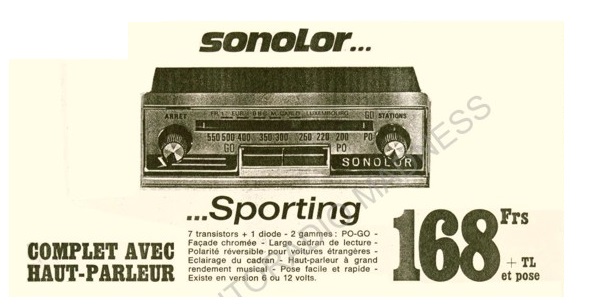 sonolor...
ARRET
GO STATIONS
LUXEMBOURG
550 500 400 350 300 250 220 200 PO
GO PO
SONOLOR
...Sporting
7 transistors + 1 diode - 2 gammes : PO-GO -
Façade chromée - Large cadran de lecture -
Polarité réversible pour voitures étrangères -
Eclairage du cadran - Haut-parleur à grand
rendement musical - Pose facile et rapide -
Existe en version 6 ou 12 volts.
COMPLET AVEC
HAUT-PARLEUR
168 Frs
+ TL
et pose
AUTORADIO MADNESS